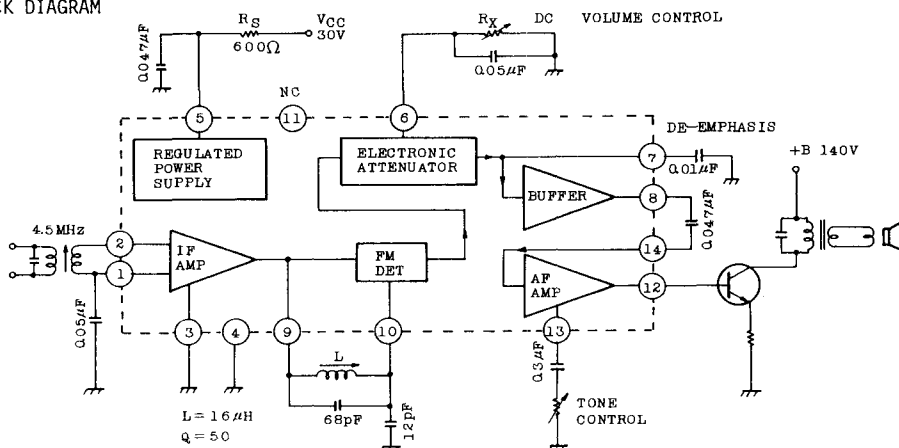 CK DIAGRAM
RS
600Ω
VCC
30V
0.047μF
RX
DC VOLUME CONTROL
0.05μF
NC
5
11
6
REGULATED
POWER
SUPPLY
ELECTRONIC
ATTENUATOR
DE-EMPHASIS
7
0.01μF
+B 140V
BUFFER
8
0.047μF
4.5MHz
2
1
IF
AMP
FM
DET
14
AF
AMP
12
0.05μF
3
4
9
10
13
L
68pF
12pF
0.3μF
TONE
CONTROL
L=16μH
Q=50